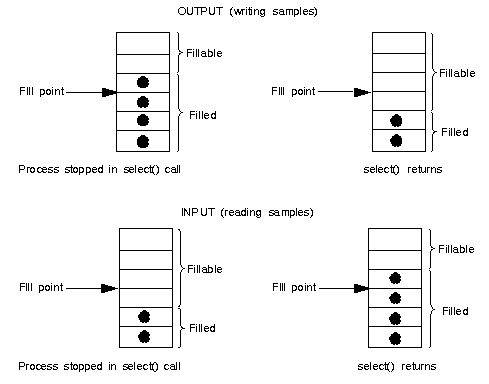 OUTPUT (writing samples)
Fillable
Fillable
Fill point
Fill point
Filled
Filled
Process stopped in select() call
select() returns
INPUT (reading samples)
Fillable
Fillable
Fill point
Fill point
Filled
Filled
Process stopped in select() call
select() returns